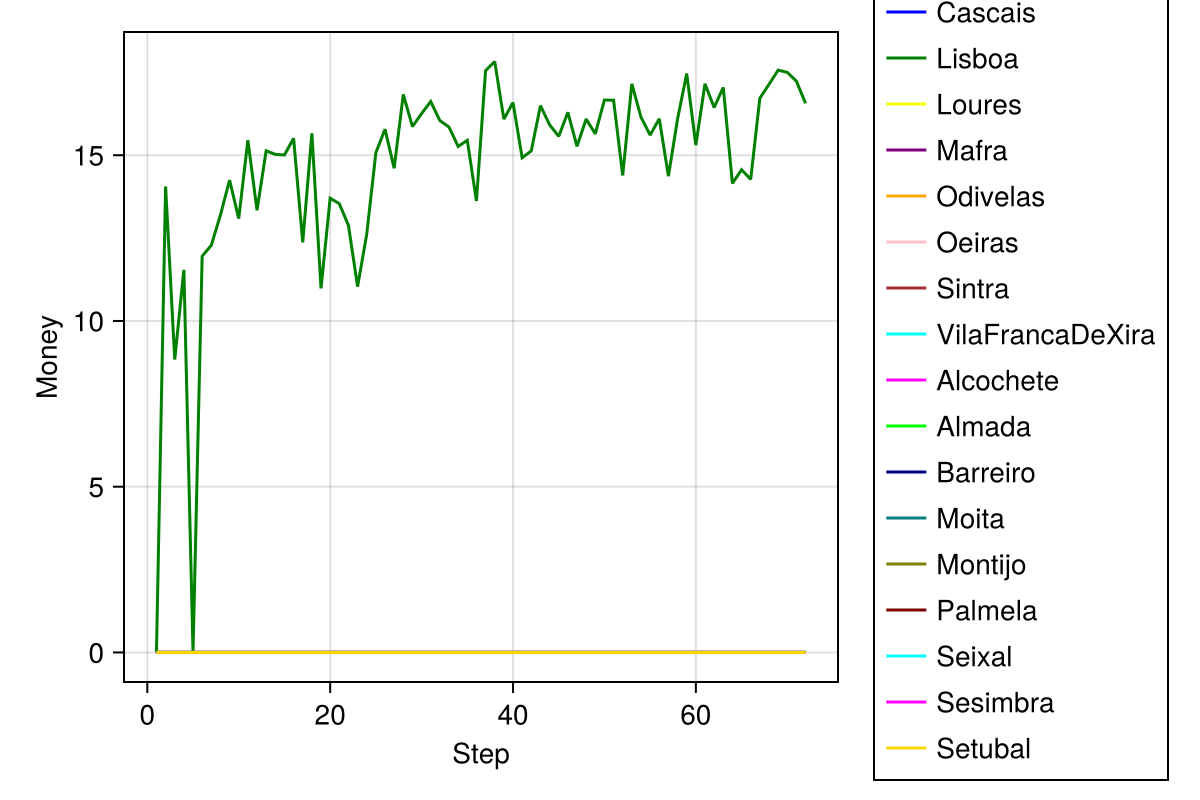 Money
15
10
5
0
0 20 40 60
Step
Cascais
Lisboa
Loures
Mafra
Odivelas
Oeiras
Sintra
VilaFrancaDeXira
Alcochete
Almada
Barreiro
Moita
Montijo
Palmela
Seixal
Sesimbra
Setubal